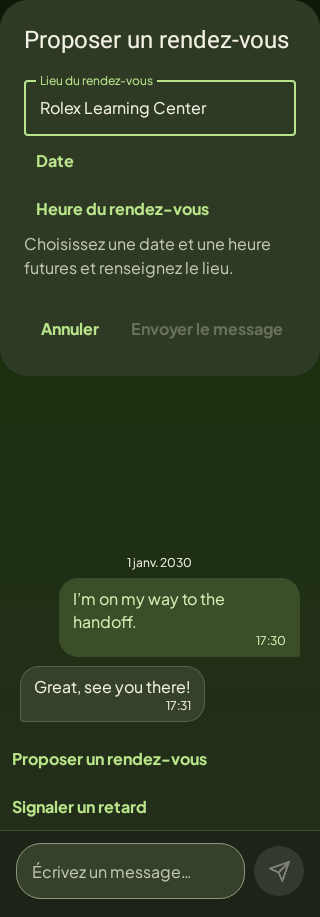 Proposer un rendez-vous
Lieu du rendez-vous
Rolex Learning Center
Date
Heure du rendez-vous
Choisissez une date et une heure
futures et renseignez le lieu.
Annuler
Envoyer le message
1 janv. 2030
I’m on my way to the
handoff.
17:30
Great, see you there!
17:31
Proposer un rendez-vous
Signaler un retard
Écrivez un message…